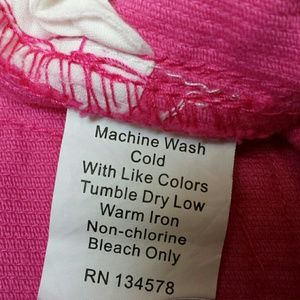 Machine Wash
Cold
With Like Colors
Tumble Dry Low
Warm Iron
Non-chlorine
Bleach Only
RN 134578